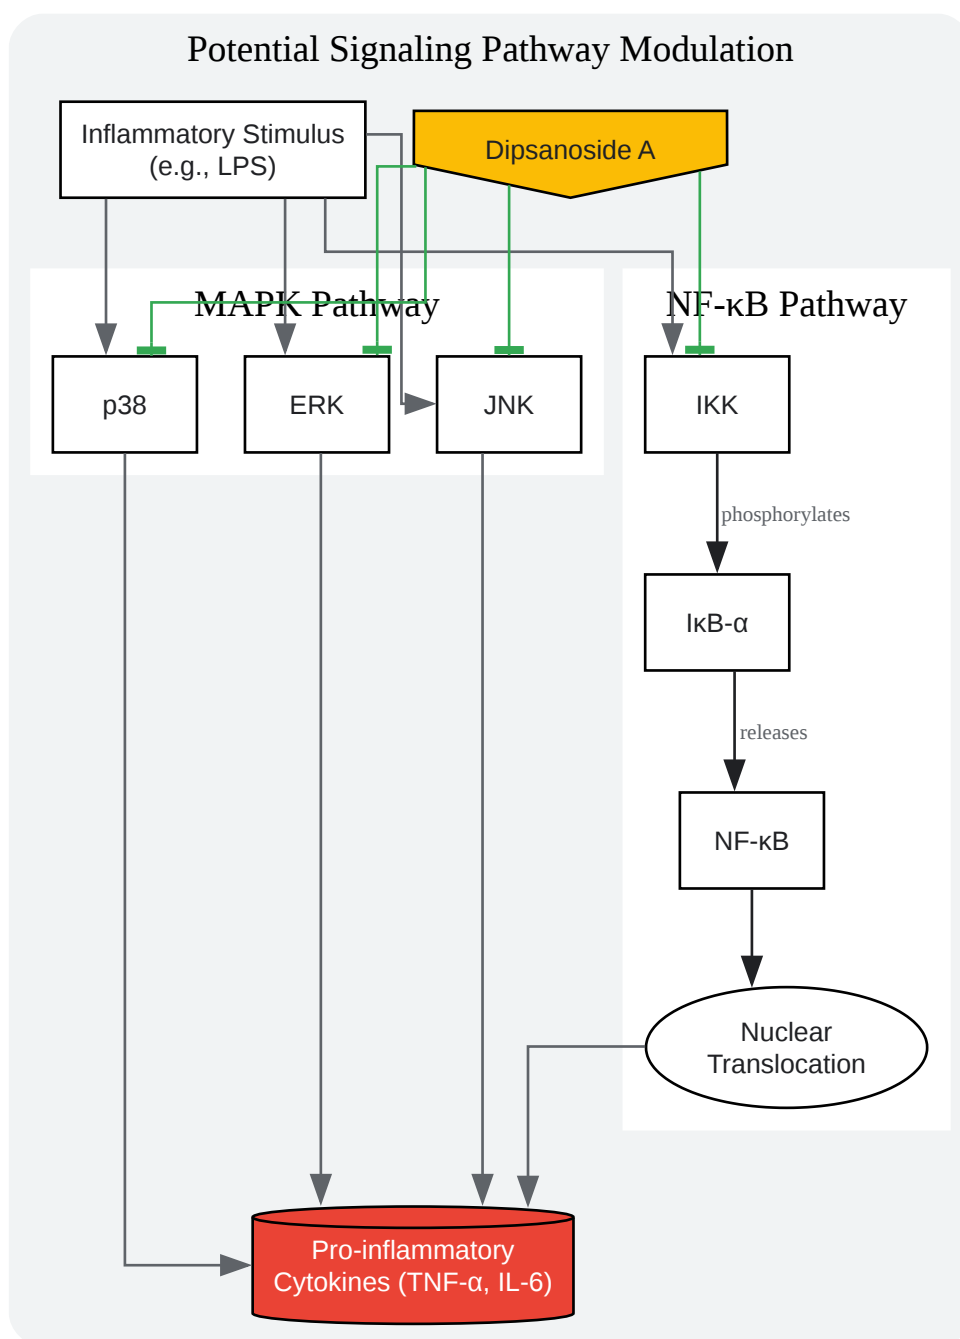 Potential Signaling Pathway Modulation
Inflammatory Stimulus
(e.g., LPS)
Dipsanoside A
MAPK Pathway
NF-κB Pathway
p38
ERK
JNK
IKK
phosphorylates
IκB-α
releases
NF-κB
Nuclear
Translocation
Pro-inflammatory
Cytokines (TNF-α, IL-6)